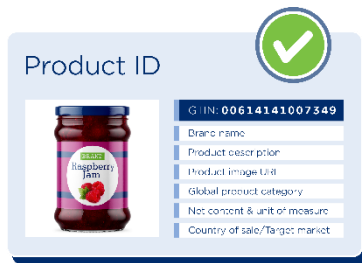 Product ID
GTIN: 00614141007349
Brand name
Product description
Product image URL
Global product category
Net content & unit of measure
Country of sale/Target market
Raspberry
Jam